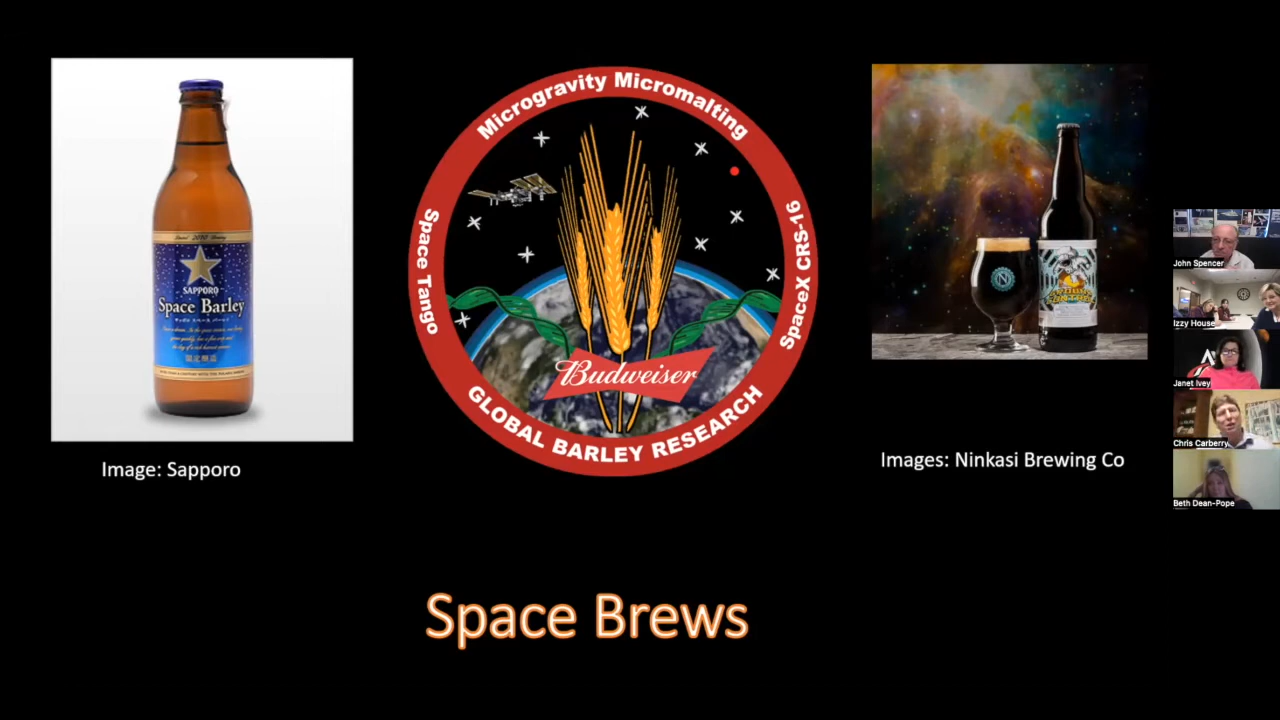 SAPPORO
Space Barley
Image: Sapporo
Microgravity Micromalting
Space Tango
SpaceX CRS-16
Budweiser
GLOBAL BARLEY RESEARCH
N
Images: Ninkasi Brewing Co
Space Brews
John Spencer
Izzy House
Janet Ivey
Chris Carberry
Beth Dean-Pope